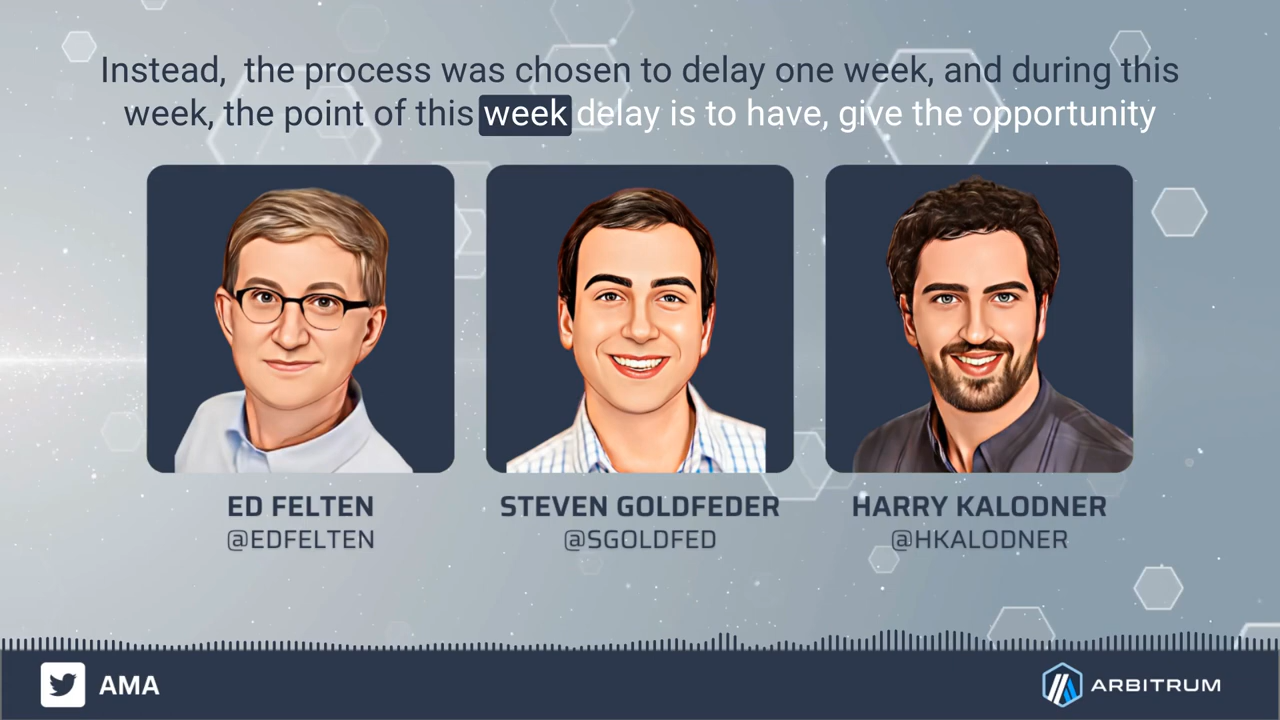 Instead, the process was chosen to delay one week, and during this
week, the point of this week delay is to have, give the opportunity
ED FELTEN
@EDFELTEN
STEVEN GOLDFEDER
@SGOLDFED
HARRY KALODNER
@HKALODNER
AMA
ARBITRUM